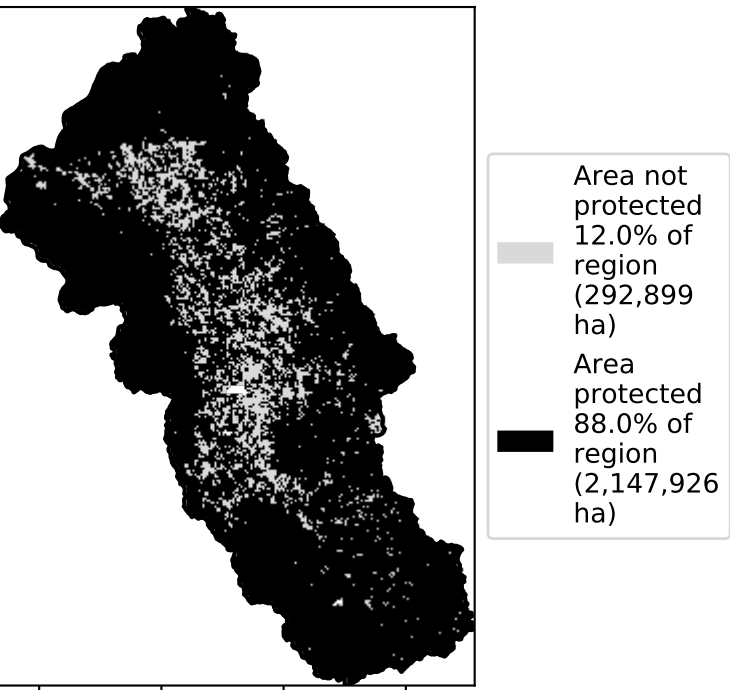 Area not
protected
12.0% of
region
(292,899
ha)
Area
protected
88.0% of
region
(2,147,926
ha)